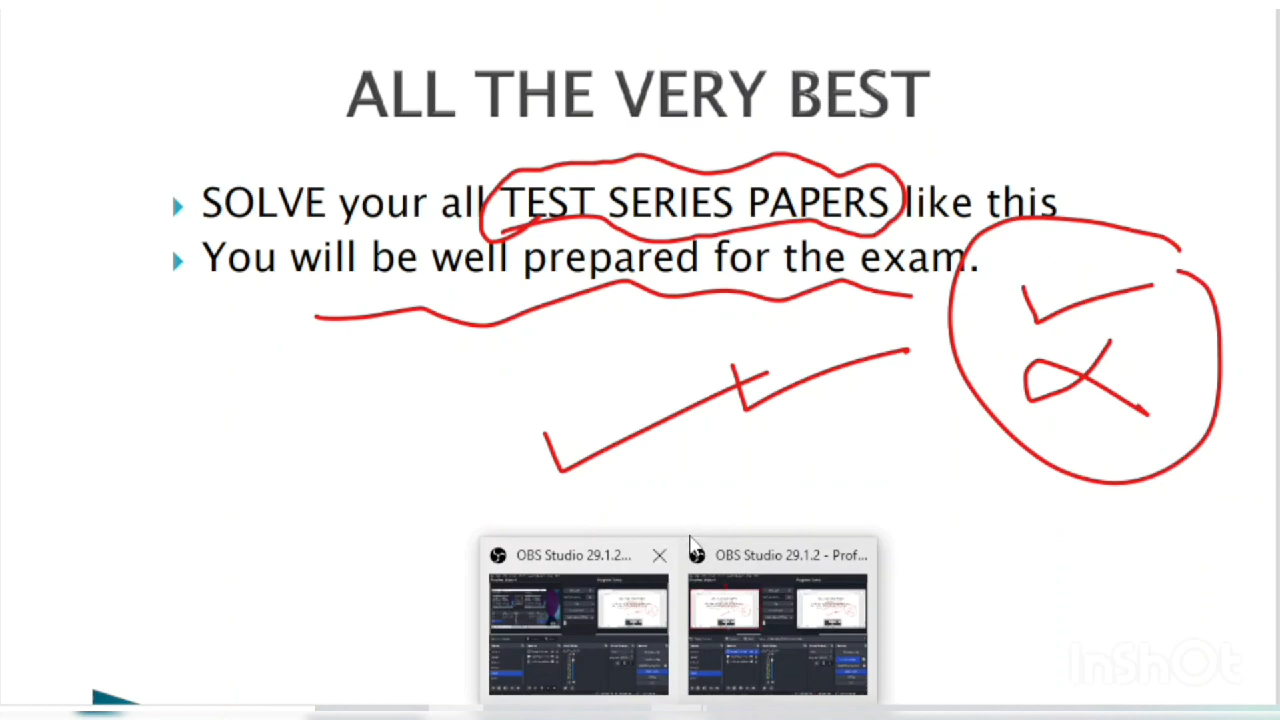 ALL THE VERY BEST
SOLVE your all TEST SERIES PAPERS like this
You will be well prepared for the exam.
OBS Studio 29.1.2... OBS Studio 29.1.2 - Prof...
InShOt